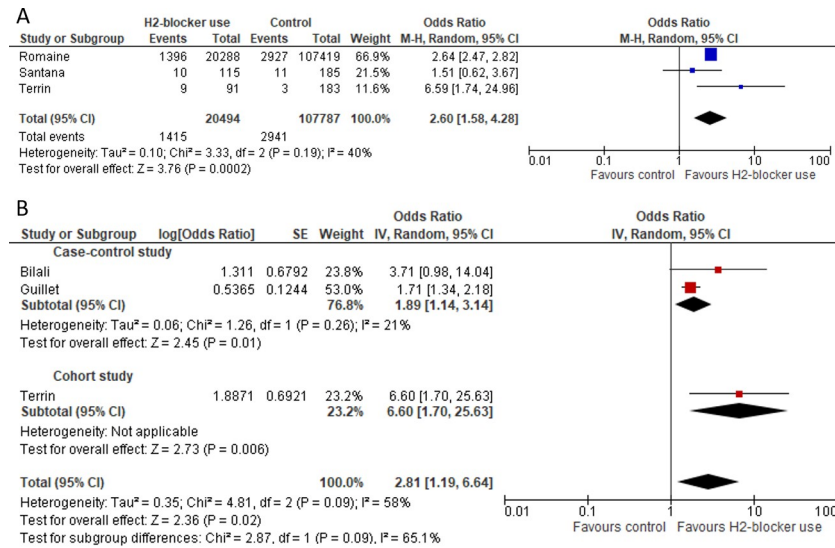 A
H2-blocker use Control Odds Ratio Odds Ratio
Study or Subgroup Events Total Events Total Weight M-H, Random, 95% CI M-H, Random, 95% CI
Romaine 1396 20288 2927 107419 66.9% 2.64 [2.47, 2.82]
Santana 10 115 11 185 21.5% 1.51 [0.62, 3.67]
Terrin 9 91 3 183 11.6% 6.59 [1.74, 24.96]
Total (95% CI) 20494 107787 100.0% 2.60 [1.58, 4.28]
Total events 1415 2941
Heterogeneity: Tau² = 0.10; Chi² = 3.33, df = 2 (P = 0.19); I² = 40%
Test for overall effect: Z = 3.76 (P = 0.0002)
0.01 0.1 1 10 100
Favours control Favours H2-blocker use
B
Odds Ratio Odds Ratio
Study or Subgroup log[Odds Ratio] SE Weight IV, Random, 95% CI IV, Random, 95% CI
Case-control study
Bilali 1.311 0.6792 23.8% 3.71 [0.98, 14.04]
Guillet 0.5365 0.1244 53.0% 1.71 [1.34, 2.18]
Subtotal (95% CI) 76.8% 1.89 [1.14, 3.14]
Heterogeneity: Tau² = 0.06; Chi² = 1.26, df = 1 (P = 0.26); I² = 21%
Test for overall effect: Z = 2.45 (P = 0.01)
Cohort study
Terrin 1.8871 0.6921 23.2% 6.60 [1.70, 25.63]
Subtotal (95% CI) 23.2% 6.60 [1.70, 25.63]
Heterogeneity: Not applicable
Test for overall effect: Z = 2.73 (P = 0.006)
Total (95% CI) 100.0% 2.81 [1.19, 6.64]
Heterogeneity: Tau² = 0.35; Chi² = 4.81, df = 2 (P = 0.09); I² = 58%
Test for overall effect: Z = 2.36 (P = 0.02)
Test for subgroup differences: Chi² = 2.87, df = 1 (P = 0.09), I² = 65.1%
0.01 0.1 1 10 100
Favours control Favours H2-blocker use